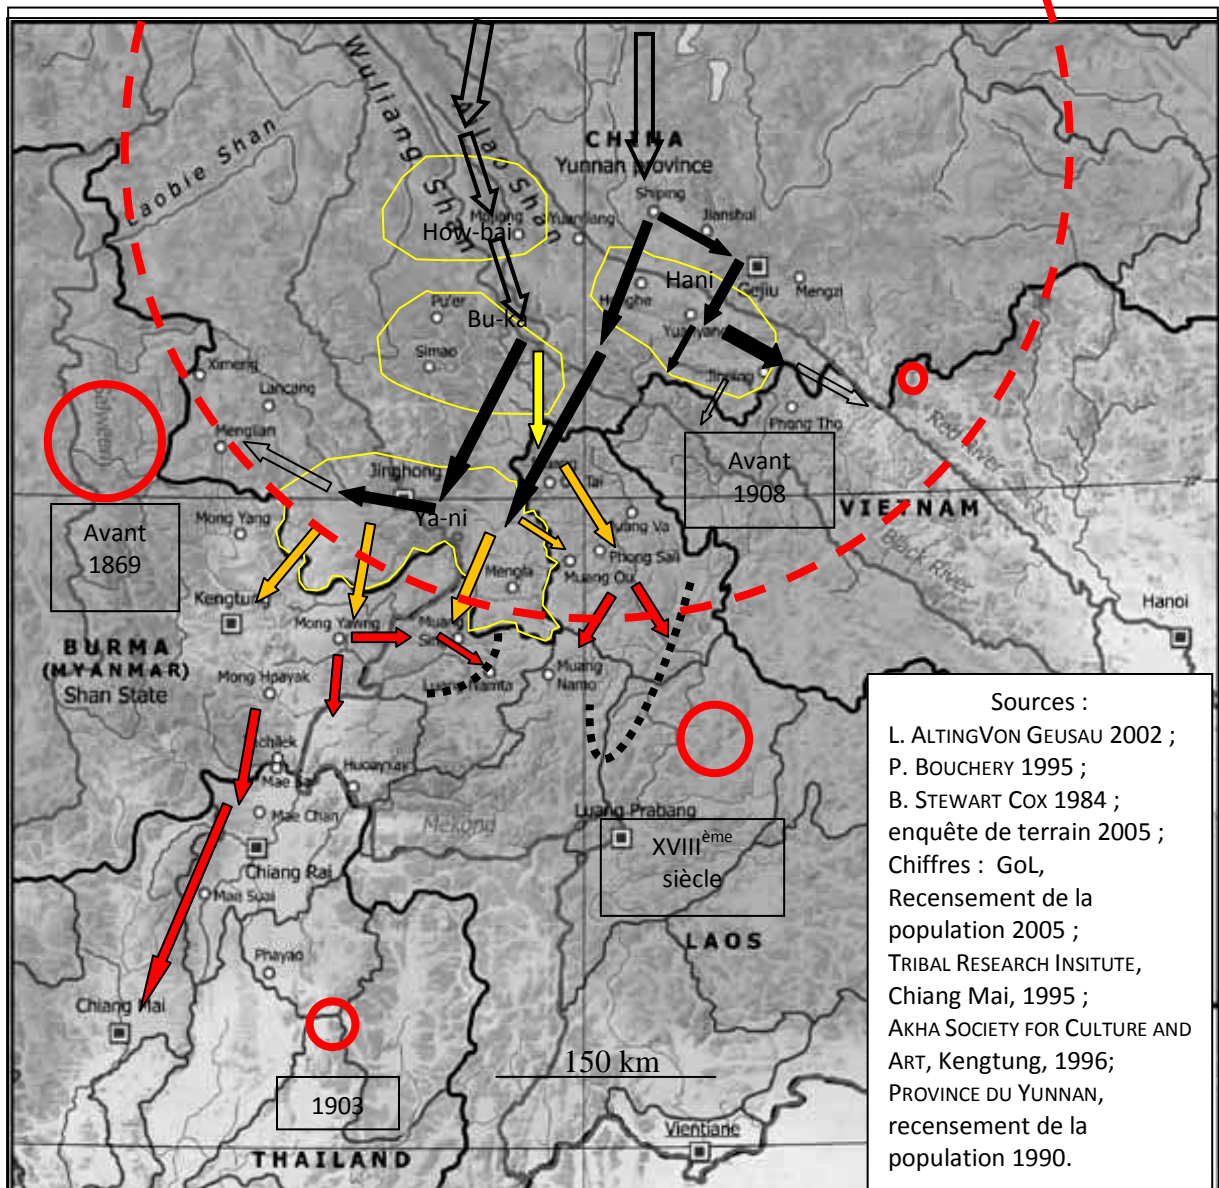 Wuliang Shan
Ailao Shan
Laobie Shan
CHINA
Yunnan province
Shiping
Jianshui
Mojiang
Yuanjiang
How-bai
Hani
Gejiu
Mengzi
Honghe
Pu'er
Bu-ka
Yuanyang
Simao
Jinping
Ximeng
Lancang
Salween
Menglian
Phong Tho
Red River
Avant
1908
Jinghong
Tai
VIETNAM
22°
Avant
1869
Mong Yang
Ya-ni
Phong Sali
Muang Ou
Black River
Mengla
Kengtung
Hanoi
Mong Yawng
Muang
Sing
BURMA
(MYANMAR)
Shan State
Mong Hpayak
Luang Namta
Muang
Namo
Mae Sai
Mae Chan
Mekong
Luang Prabang
Chiang Rai
XVIIIème
siècle
Mae Suai
LAOS
Phayao
Chiang Mai
150 km
1903
Vientiane
THAILAND
Sources :
L. ALTINGVON GEUSAU 2002 ;
P. BOUCHERY 1995 ;
B. STEWART COX 1984 ;
enquête de terrain 2005 ;
Chiffres : GoL,
Recensement de la
population 2005 ;
TRIBAL RESEARCH INSITUTE,
Chiang Mai, 1995 ;
AKHA SOCIETY FOR CULTURE AND
ART, Kengtung, 1996;
PROVINCE DU YUNNAN,
recensement de la
population 1990.